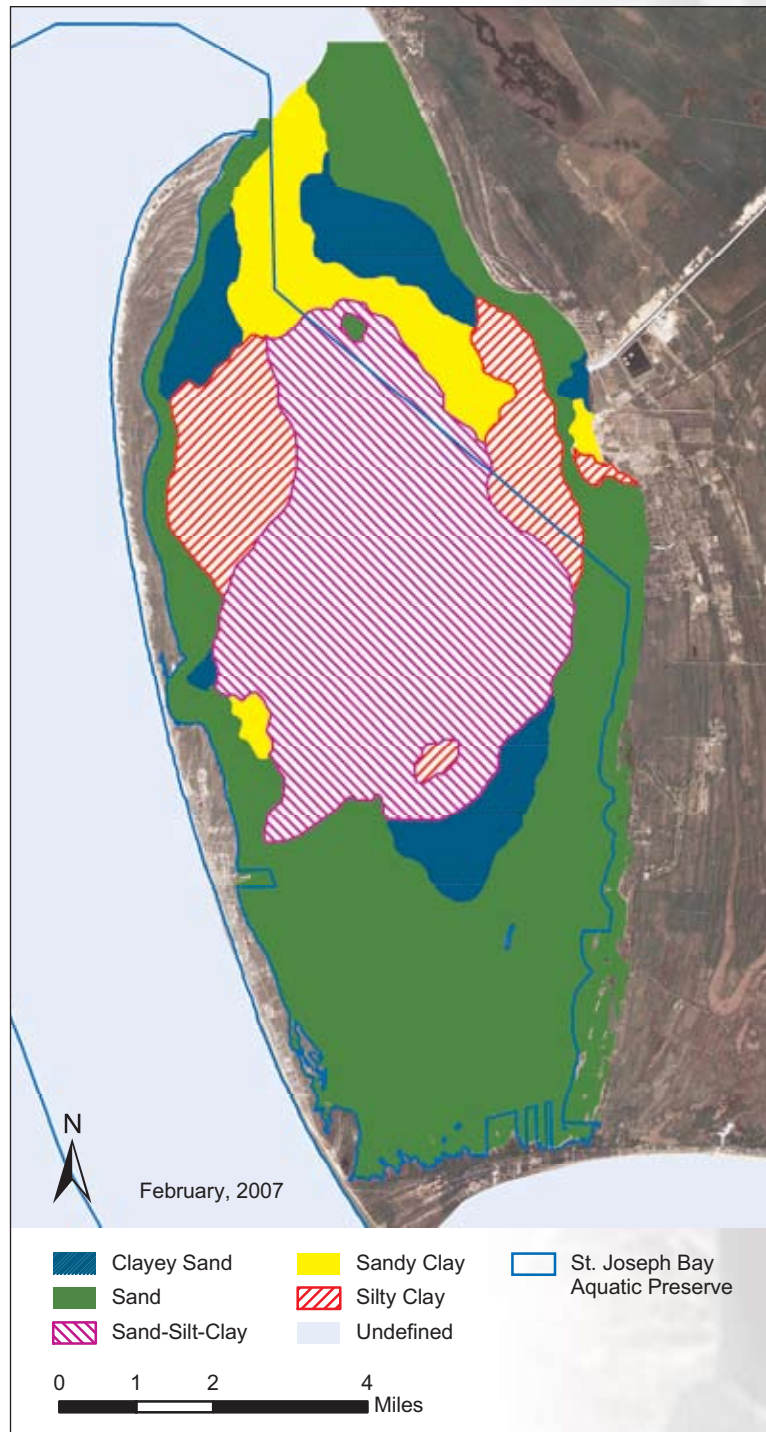 N
February, 2007
Clayey Sand
Sand
Sand-Silt-Clay
Sandy Clay
Silty Clay
Undefined
St. Joseph Bay
Aquatic Preserve
0 1 2 4
Miles